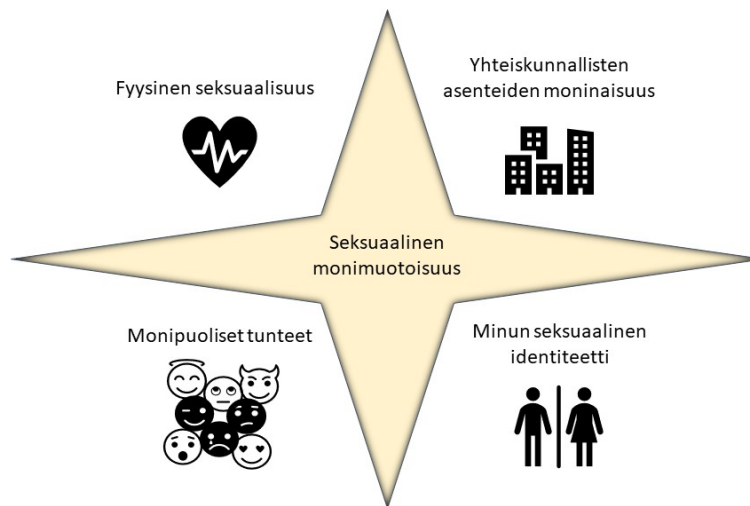 Fyysinen seksuaalisuus
Yhteiskunnallisten
asenteiden moninaisuus
Seksuaalinen
monimuotoisuus
Monipuoliset tunteet
Minun seksuaalinen
identiteetti